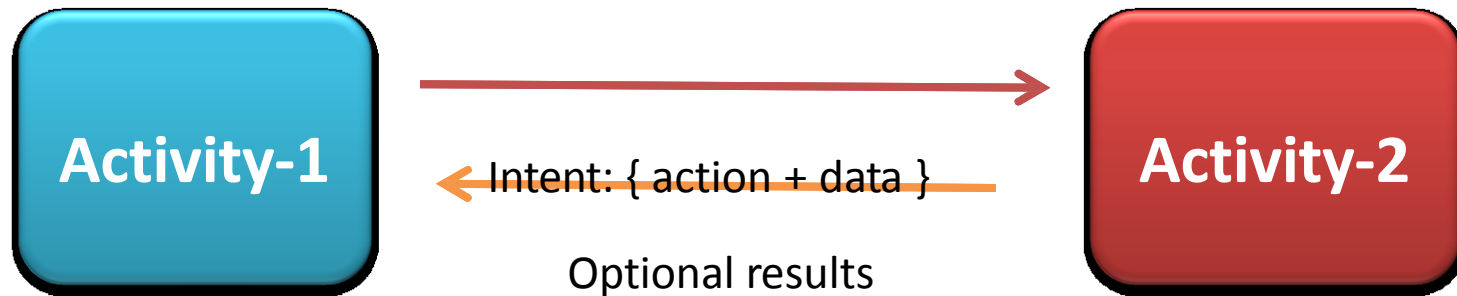 Activity-1
Intent: { action + data }
Optional results
Activity-2